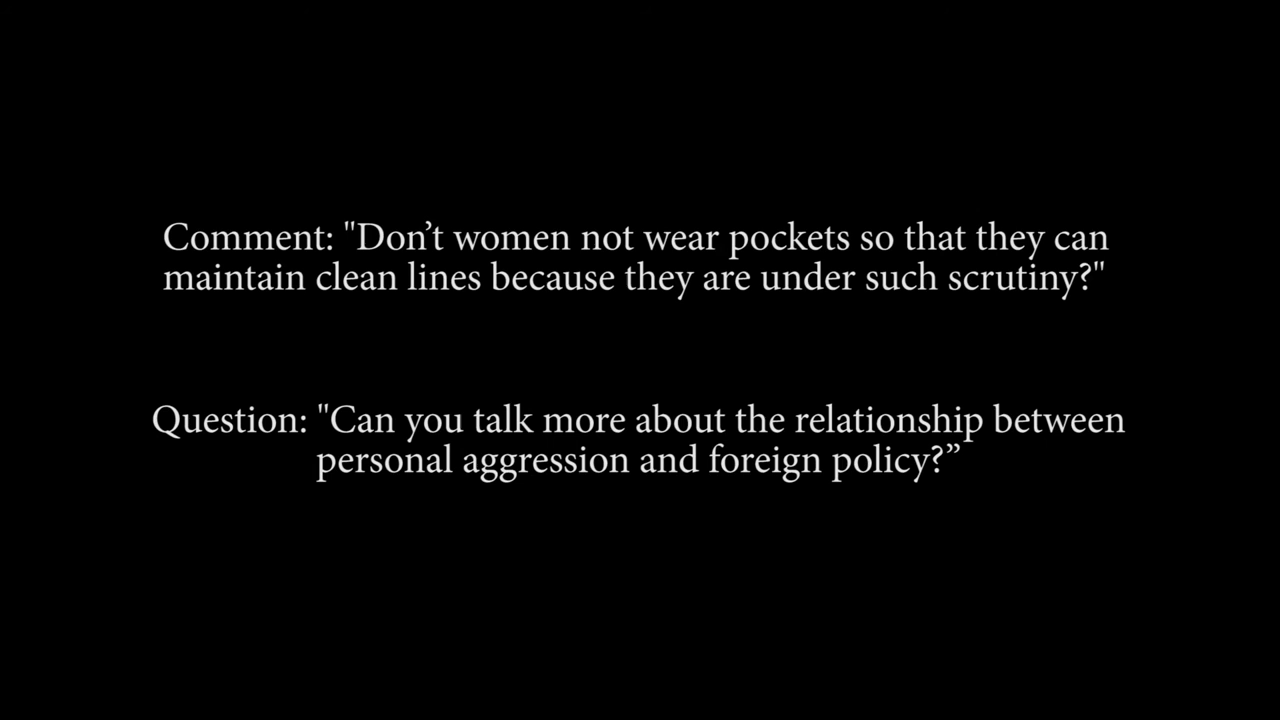 Comment: "Don’t women not wear pockets so that they can
maintain clean lines because they are under such scrutiny?"
Question: "Can you talk more about the relationship between
personal aggression and foreign policy?”